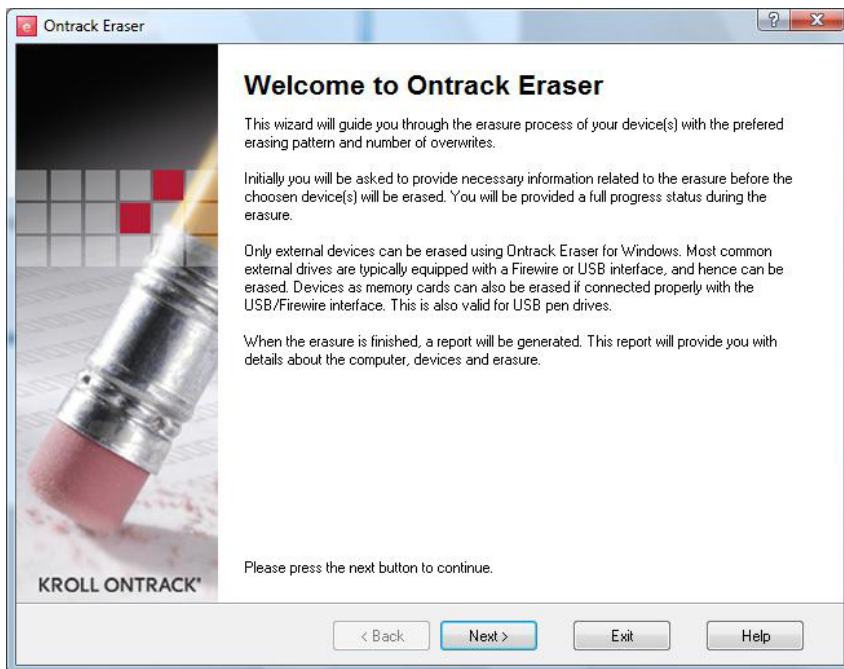 Ontrack Eraser
Welcome to Ontrack Eraser
This wizard will guide you through the erasure process of your device(s) with the prefered
erasing pattern and number of overwrites.
Initially you will be asked to provide necessary information related to the erasure before the
choosen device(s) will be erased. You will be provided a full progress status during the
erasure.
Only external devices can be erased using Ontrack Eraser for Windows. Most common
external drives are typically equipped with a Firewire or USB interface, and hence can be
erased. Devices as memory cards can also be erased if connected properly with the
USB/Firewire interface. This is also valid for USB pen drives.
When the erasure is finished, a report will be generated. This report will provide you with
details about the computer, devices and erasure.
Please press the next button to continue.
KROLL ONTRACK
< Back Next > Exit Help